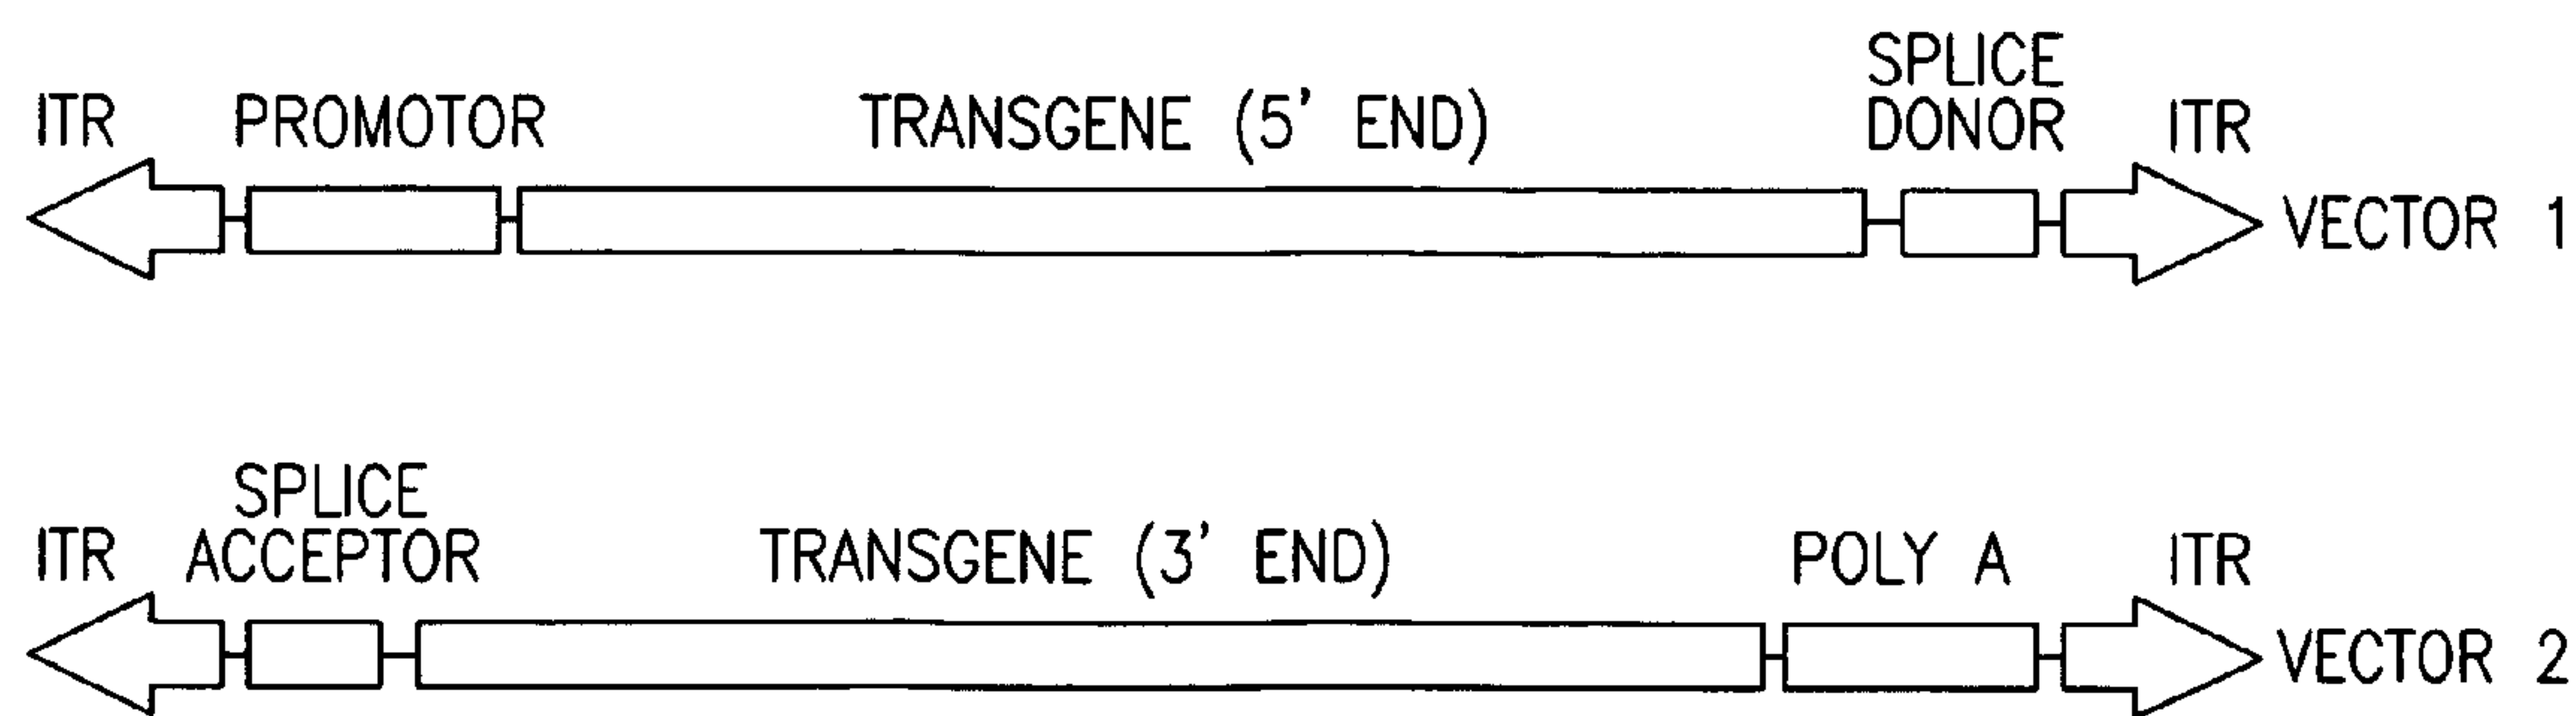 SPLICE
ITR PROMOTOR TRANSGENE (5' END) DONOR ITR
VECTOR 1
SPLICE
ITR ACCEPTOR TRANSGENE (3' END) POLY A ITR
VECTOR 2